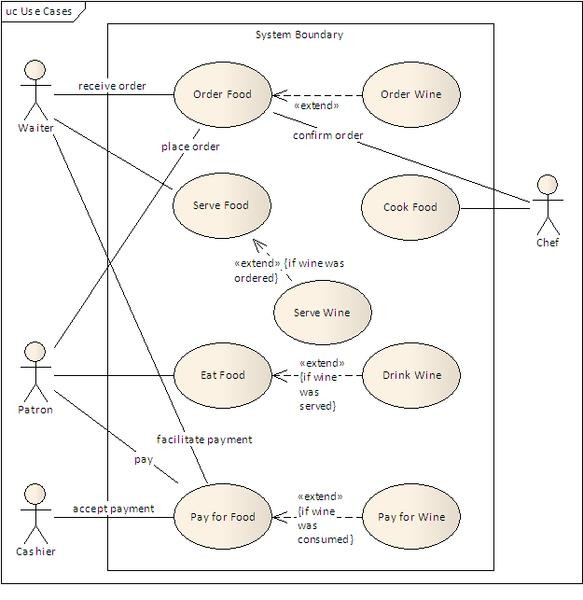 uc Use Cases
System Boundary
receive order
Order Food
Order Wine
«extend»
Waiter
confirm order
place order
Serve Food
Cook Food
Chef
«extend» {if wine was
ordered}
Serve Wine
«extend»
{if wine
was
served}
Eat Food
Drink Wine
Patron
facilitate payment
pay
«extend»
{if wine
was
consumed}
accept payment
Pay for Food
Pay for Wine
Cashier